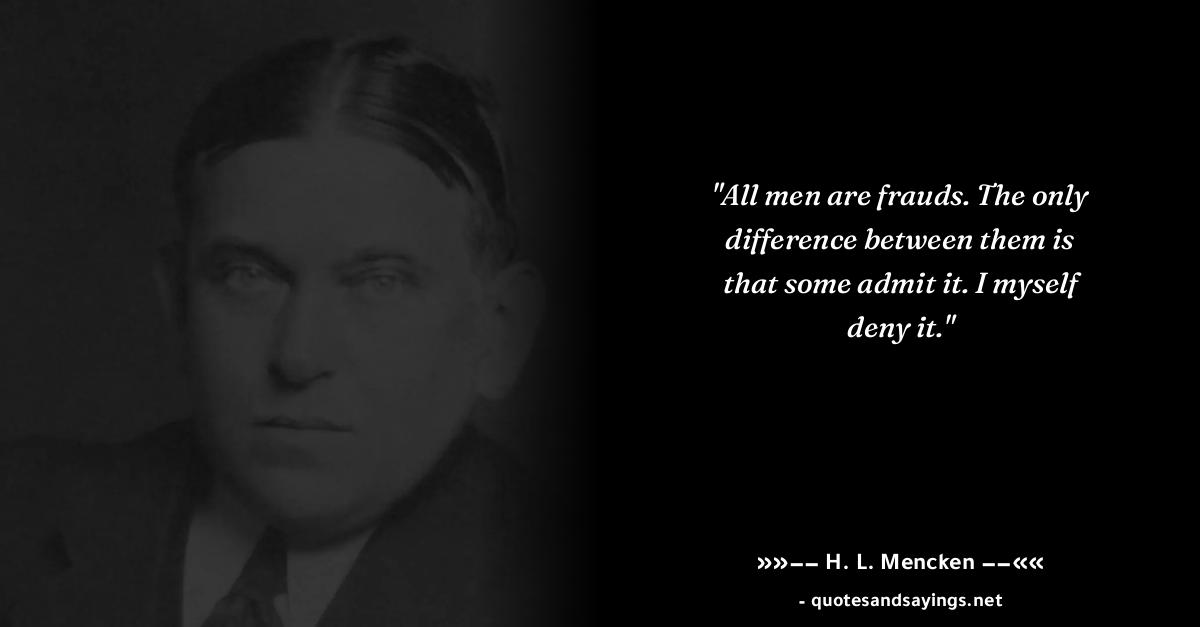 "All men are frauds. The only
difference between them is
that some admit it. I myself
deny it."
»»−− H. L. Mencken −−««
- quotesandsayings.net